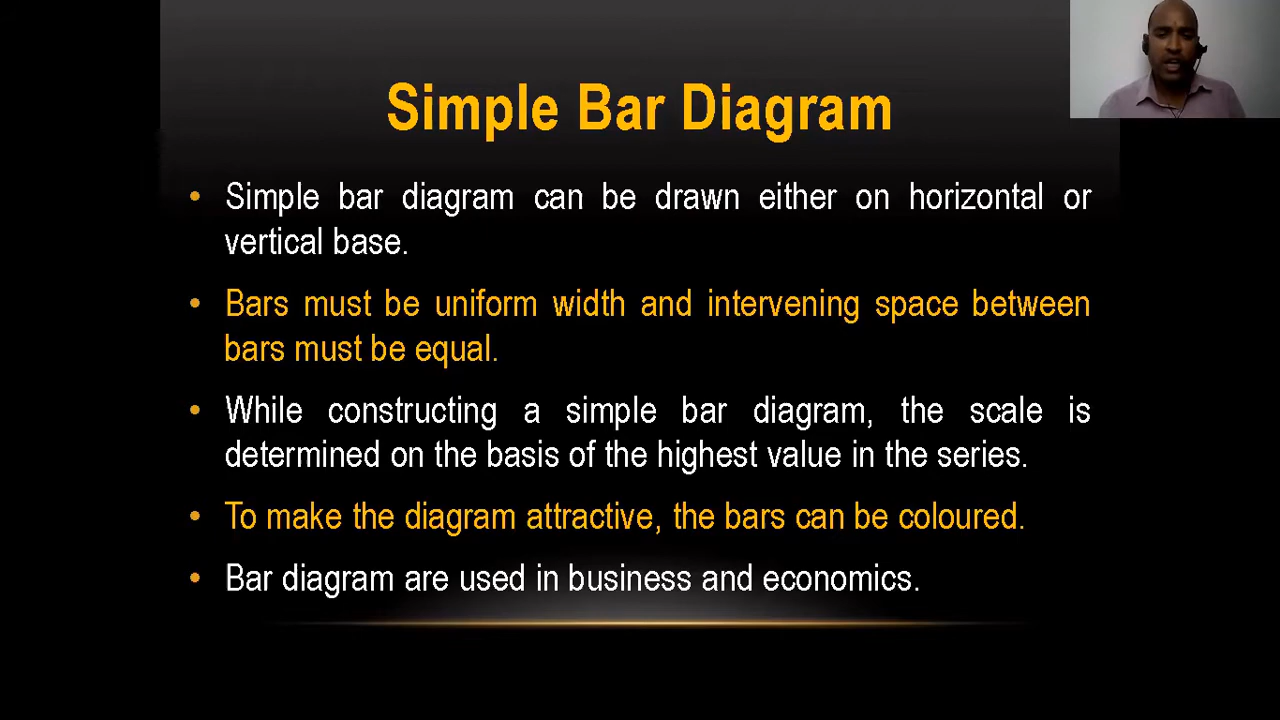 Simple Bar Diagram
• Simple bar diagram can be drawn either on horizontal or
vertical base.
• Bars must be uniform width and intervening space between
bars must be equal.
• While constructing a simple bar diagram, the scale is
determined on the basis of the highest value in the series.
• To make the diagram attractive, the bars can be coloured.
• Bar diagram are used in business and economics.